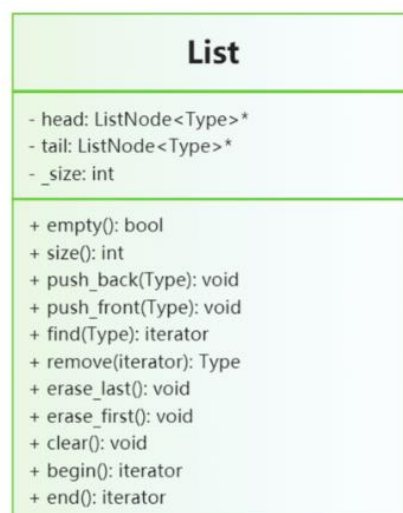 List
- head: ListNode<Type>*
- tail: ListNode<Type>*
- _size: int
+ empty(): bool
+ size(): int
+ push_back(Type): void
+ push_front(Type): void
+ find(Type): iterator
+ remove(iterator): Type
+ erase_last(): void
+ erase_first(): void
+ clear(): void
+ begin(): iterator
+ end(): iterator